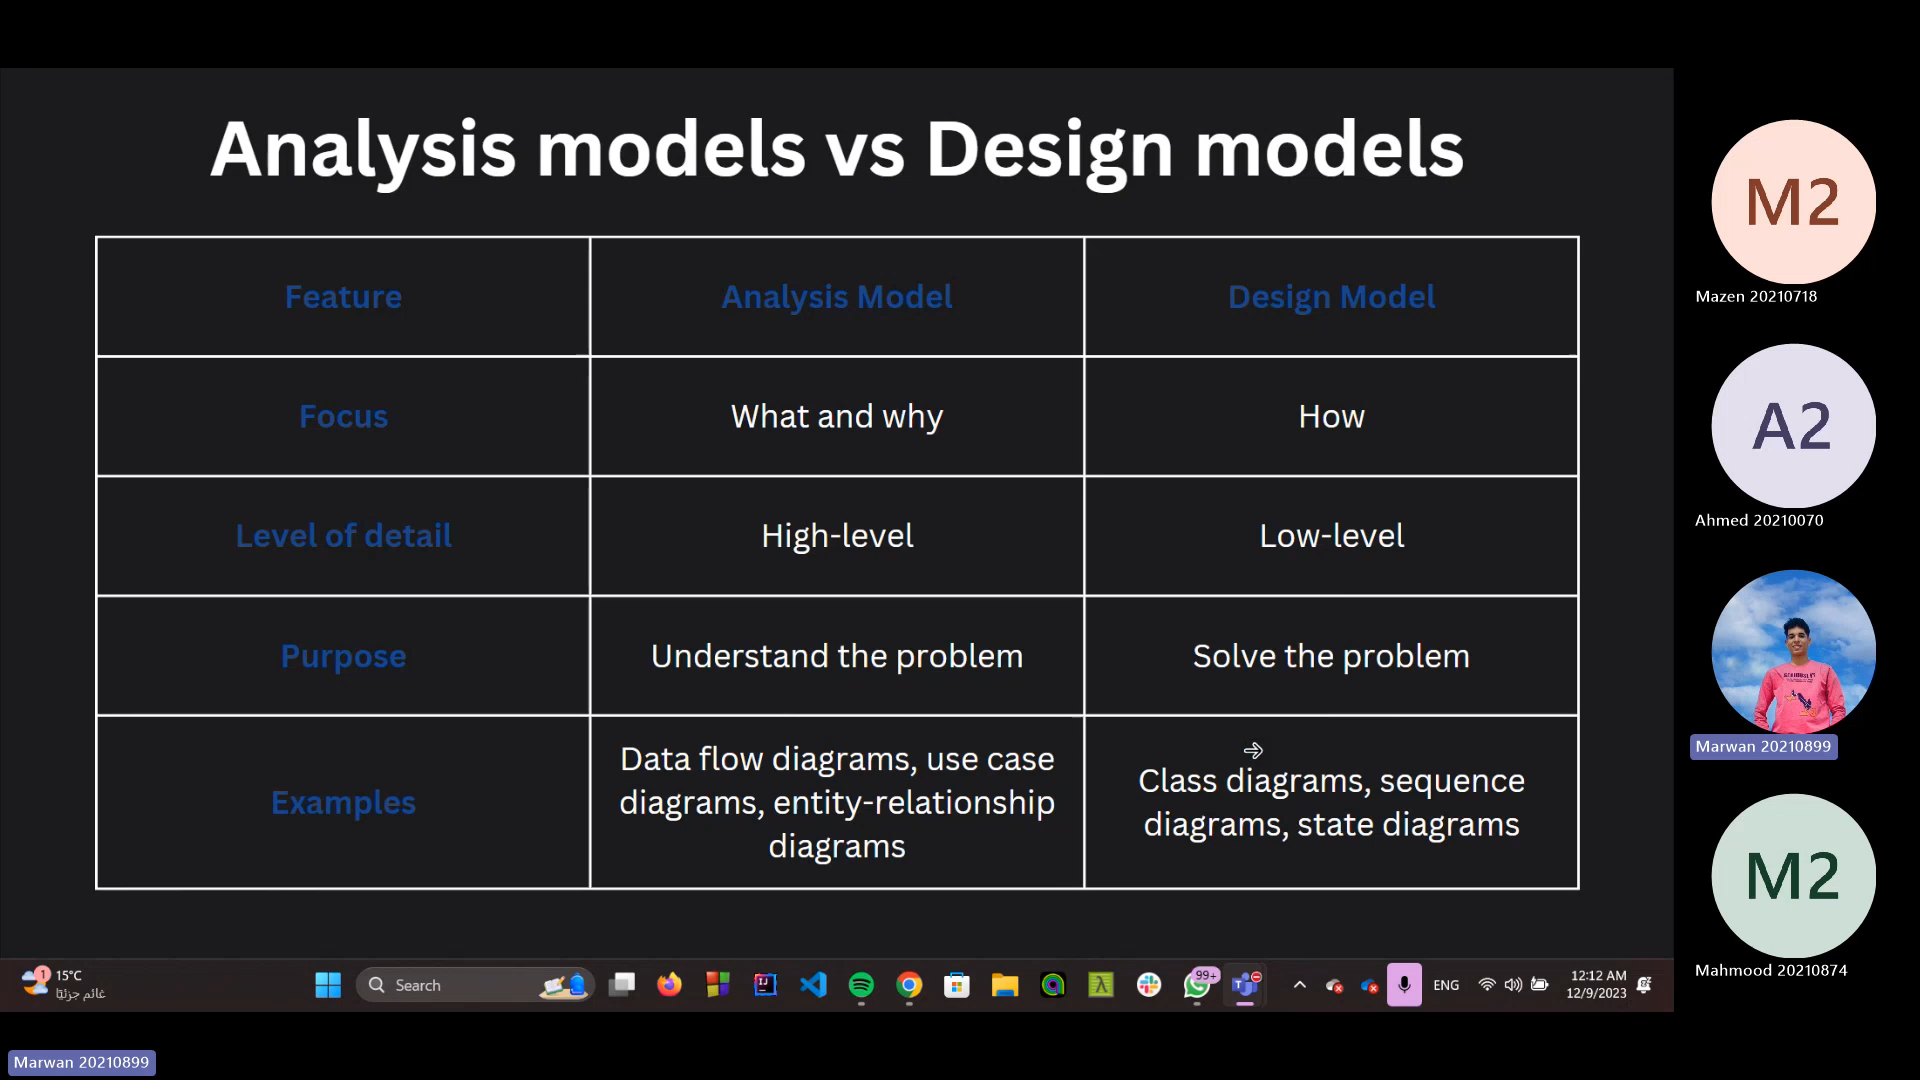 Analysis models vs Design models
Feature
Analysis Model
Design Model
Focus
What and why
How
Level of detail
High-level
Low-level
Purpose
Understand the problem
Solve the problem
Examples
Data flow diagrams, use case
diagrams, entity-relationship
diagrams
Class diagrams, sequence
diagrams, state diagrams
M2
Mazen 20210718
A2
Ahmed 20210070
Marwan 20210899
M2
Mahmood 20210874
1
15°C
غائم جزئيًا
Search
99+
ENG
12:12 AM
12/9/2023
Marwan 20210899